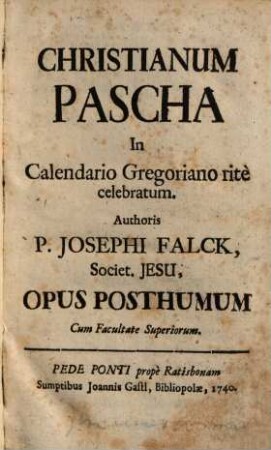 CHRISTIANUM
PASCHA
In
Calendario Gregoriano ritè
celebratum.
Authoris
P. JOSEPHI FALCK,
Societ. JESU,
OPUS POSTHUMUM
Cum Facultate Superiorum.
PEDE PONTI propè Ratisbonam
Sumptibus Joannis Gastl, Bibliopolæ, 1740.